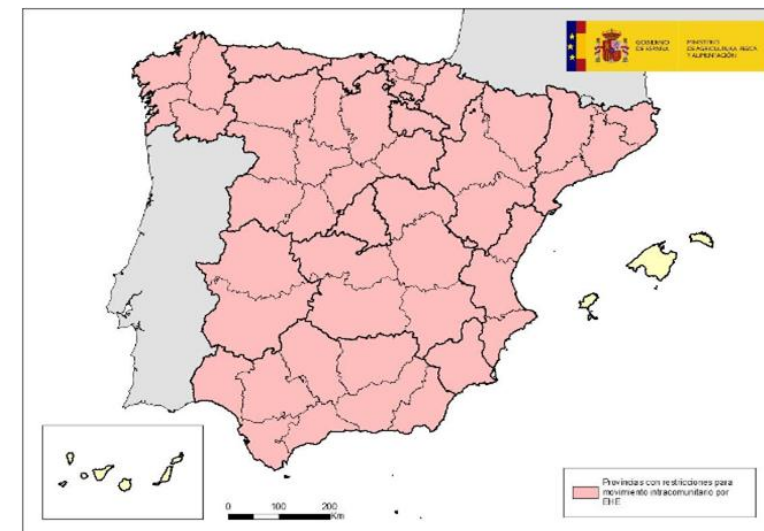 GOBIERNO
DE ESPAÑA
MINISTERIO
DE AGRICULTURA, PESCA
Y ALIMENTACIÓN
Provincias con restricciones para
movimiento intracomunitario por
EHE
0 50 100 200
Km